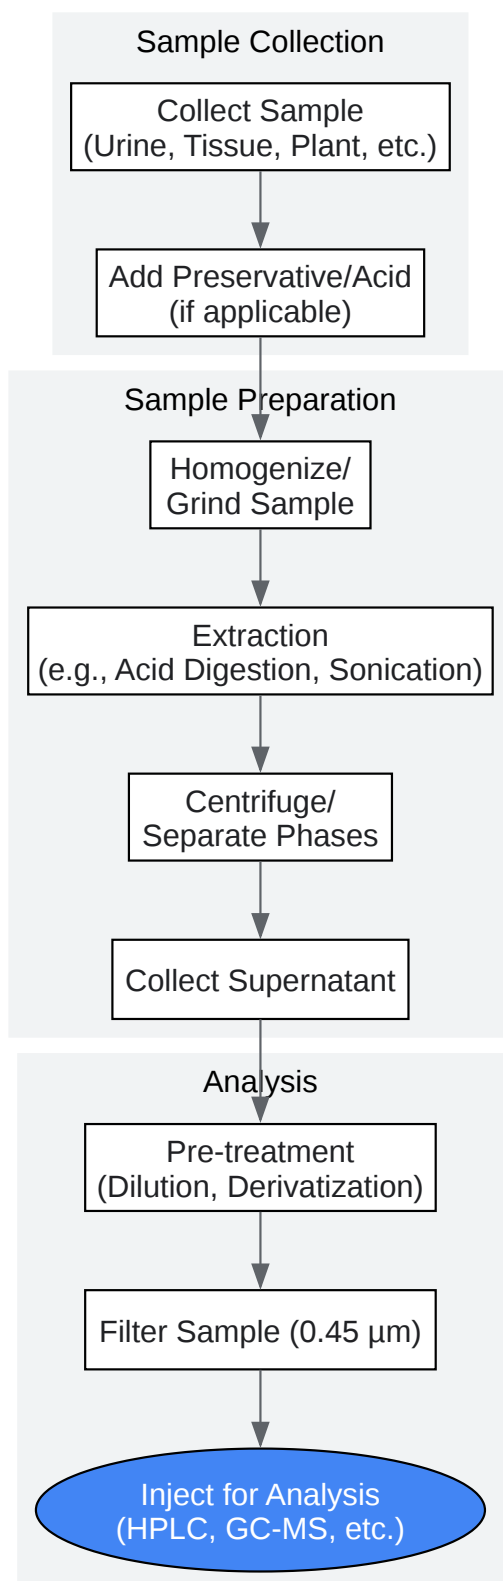 Sample Collection
Collect Sample
(Urine, Tissue, Plant, etc.)
Add Preservative/Acid
(if applicable)
Sample Preparation
Homogenize/
Grind Sample
Extraction
(e.g., Acid Digestion, Sonication)
Centrifuge/
Separate Phases
Collect Supernatant
Analysis
Pre-treatment
(Dilution, Derivatization)
Filter Sample (0.45 µm)
Inject for Analysis
(HPLC, GC-MS, etc.)